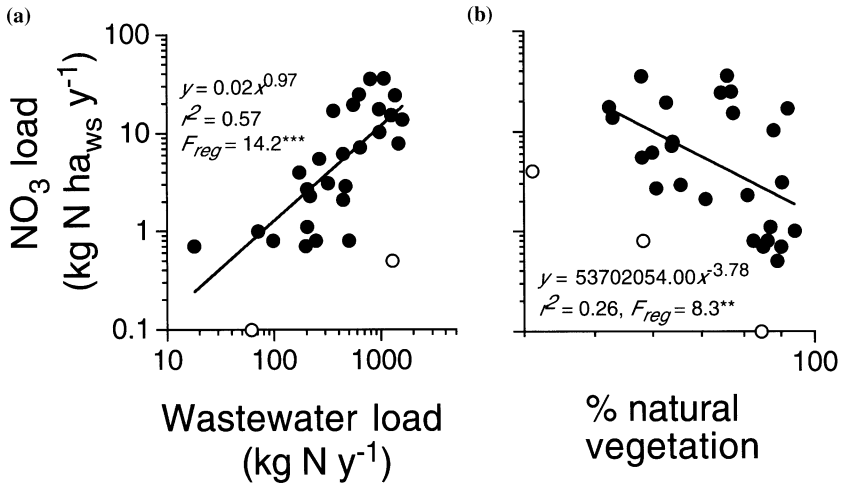 (a)
(b)
100
10
1
0.1
NO3 load
(kg N haws y-1)
y = 0.02x0.97
r2 = 0.57
Freg = 14.2***
10 100 1000
Wastewater load
(kg N y-1)
y = 53702054.00x-3.78
r2 = 0.26, Freg = 8.3**
100
% natural
vegetation